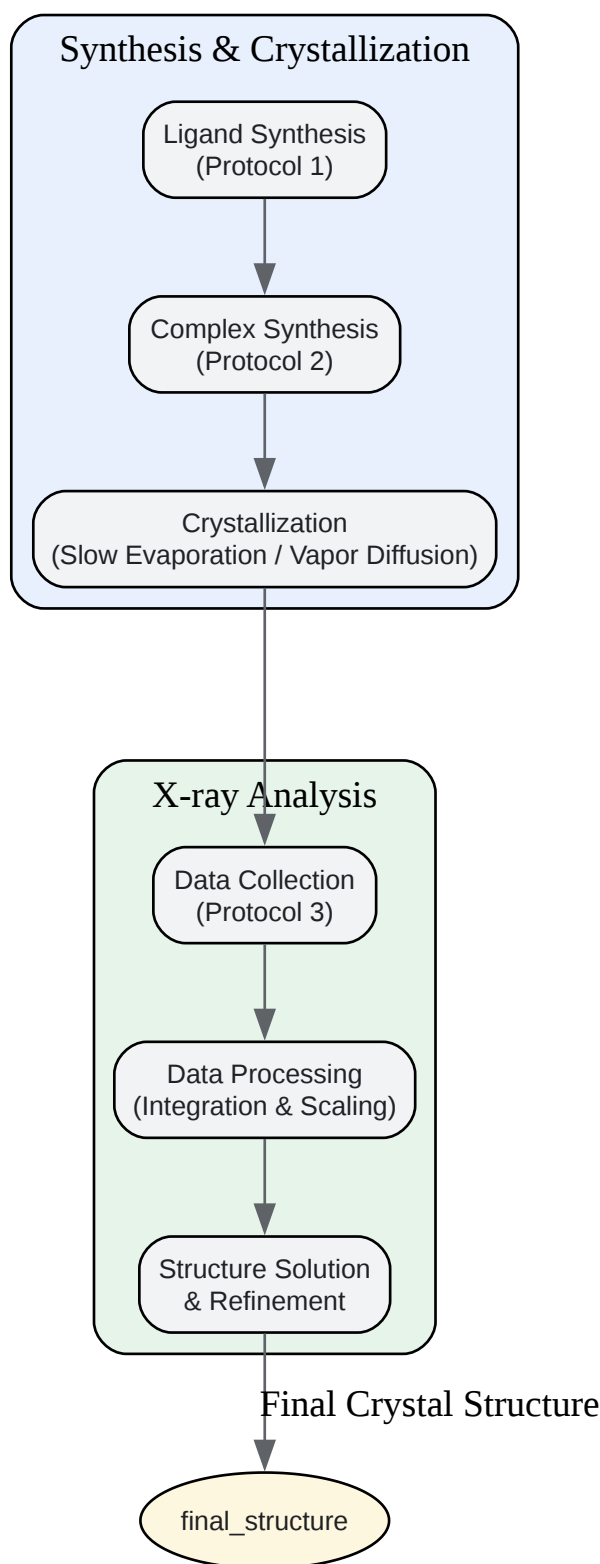 Synthesis & Crystallization
Ligand Synthesis
(Protocol 1)
Complex Synthesis
(Protocol 2)
Crystallization
(Slow Evaporation / Vapor Diffusion)
X-ray Analysis
Data Collection
(Protocol 3)
Data Processing
(Integration & Scaling)
Structure Solution
& Refinement
Final Crystal Structure
final_structure